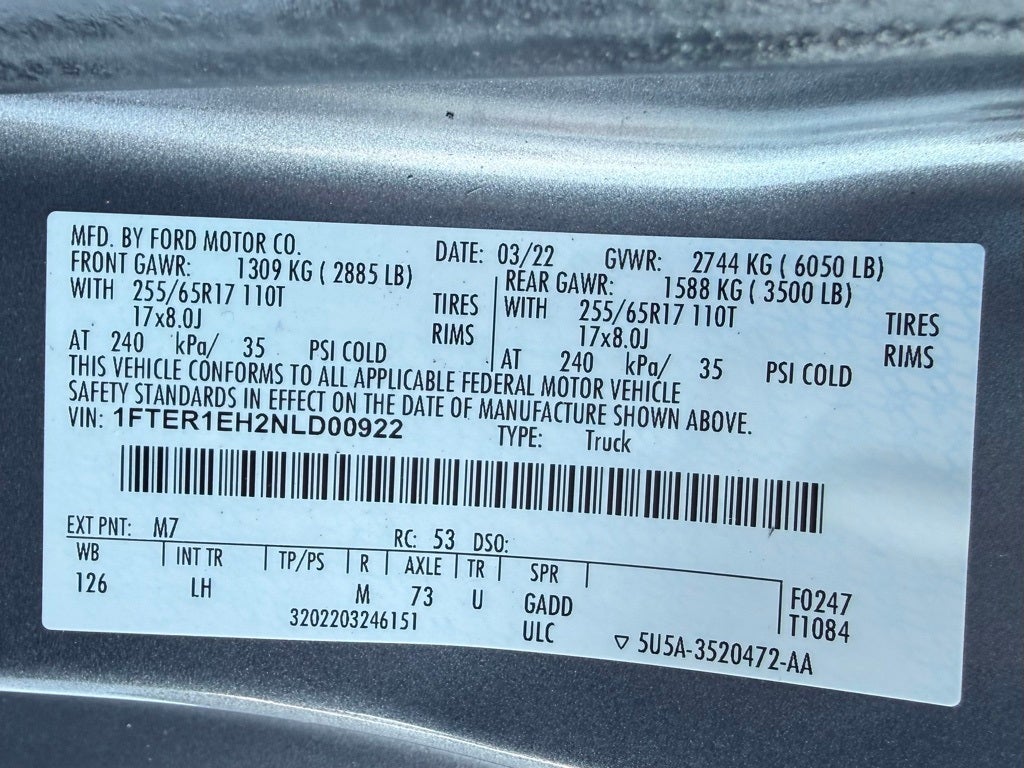 MFD. BY FORD MOTOR CO. DATE: 03/22 GVWR: 2744 KG ( 6050 LB)
FRONT GAWR: 1309 KG ( 2885 LB) REAR GAWR: 1588 KG ( 3500 LB)
WITH 255/65R17 110T TIRES WITH 255/65R17 110T TIRES
17x8.0J RIMS 17x8.0J RIMS
AT 240 kPa/ 35 PSI COLD AT 240 kPa/ 35 PSI COLD
THIS VEHICLE CONFORMS TO ALL APPLICABLE FEDERAL MOTOR VEHICLE
SAFETY STANDARDS IN EFFECT ON THE DATE OF MANUFACTURE SHOWN ABOVE.
VIN: 1FTER1EH2NLD00922 TYPE: Truck
EXT PNT: M7 RC: 53 DSO:
WB INT TR TP/PS R AXLE TR SPR
126 LH M 73 U GADD F0247
3202203246151 ULC T1084
▽ 5U5A-3520472-AA